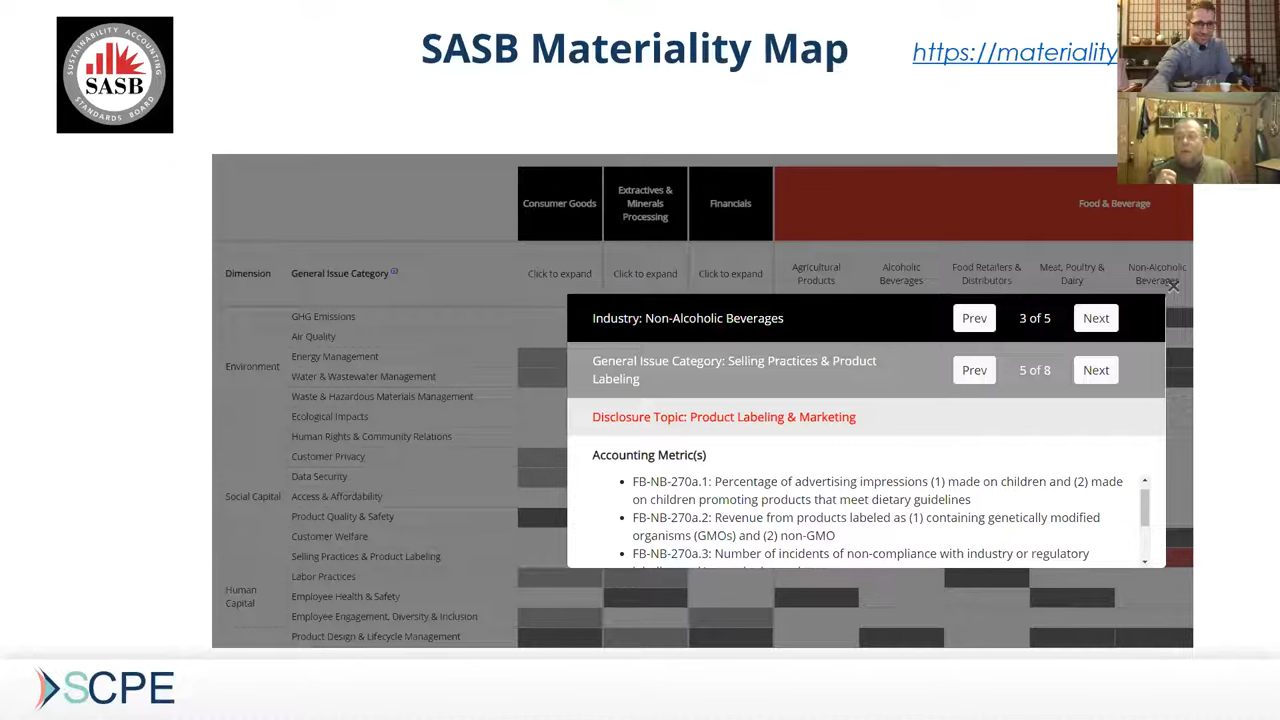 SASB Materiality Map
https://materiality
SUSTAINABILITY ACCOUNTING
SASB
STANDARDS BOARD
Consumer Goods
Extractives &
Minerals
Processing
Financials
Food & Beverage
Dimension
General Issue Category
Click to expand
Click to expand
Click to expand
Agricultural
Products
Alcoholic
Beverages
Food Retailers &
Distributors
Meat, Poultry &
Dairy
Non-Alcoholic
Beverages
Environment
GHG Emissions
Air Quality
Energy Management
Water & Wastewater Management
Waste & Hazardous Materials Management
Ecological Impacts
Social Capital
Human Rights & Community Relations
Customer Privacy
Data Security
Access & Affordability
Product Quality & Safety
Customer Welfare
Selling Practices & Product Labeling
Human
Capital
Labor Practices
Employee Health & Safety
Employee Engagement, Diversity & Inclusion
Product Design & Lifecycle Management
Industry: Non-Alcoholic Beverages
Prev
3 of 5
Next
General Issue Category: Selling Practices & Product
Labeling
Prev
5 of 8
Next
Disclosure Topic: Product Labeling & Marketing
Accounting Metric(s)
FB-NB-270a.1: Percentage of advertising impressions (1) made on children and (2) made
on children promoting products that meet dietary guidelines
FB-NB-270a.2: Revenue from products labeled as (1) containing genetically modified
organisms (GMOs) and (2) non-GMO
FB-NB-270a.3: Number of incidents of non-compliance with industry or regulatory
SCPE